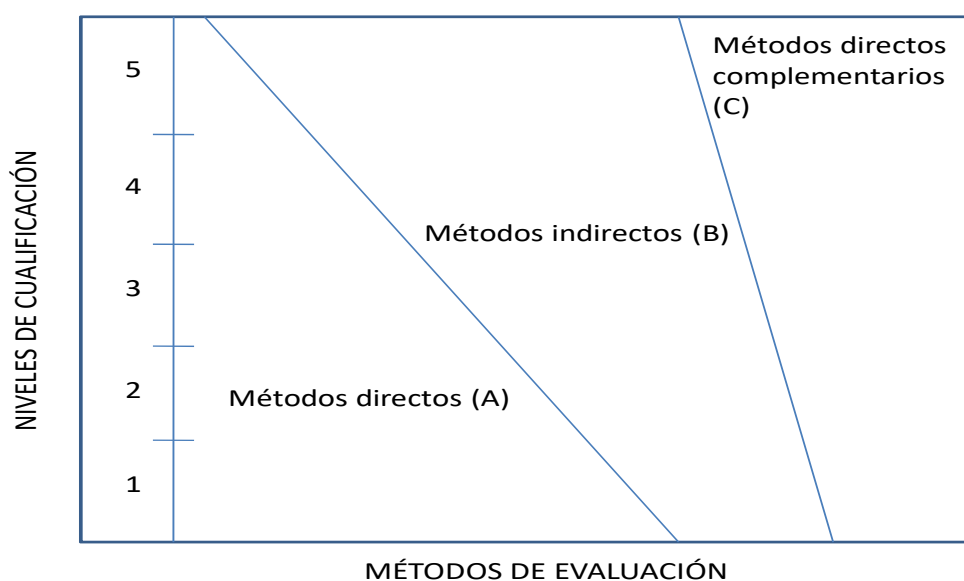 NIVELES DE CUALIFICACIÓN
5
4
3
2
1
Métodos directos
complementarios
(C)
Métodos indirectos (B)
Métodos directos (A)
MÉTODOS DE EVALUACIÓN